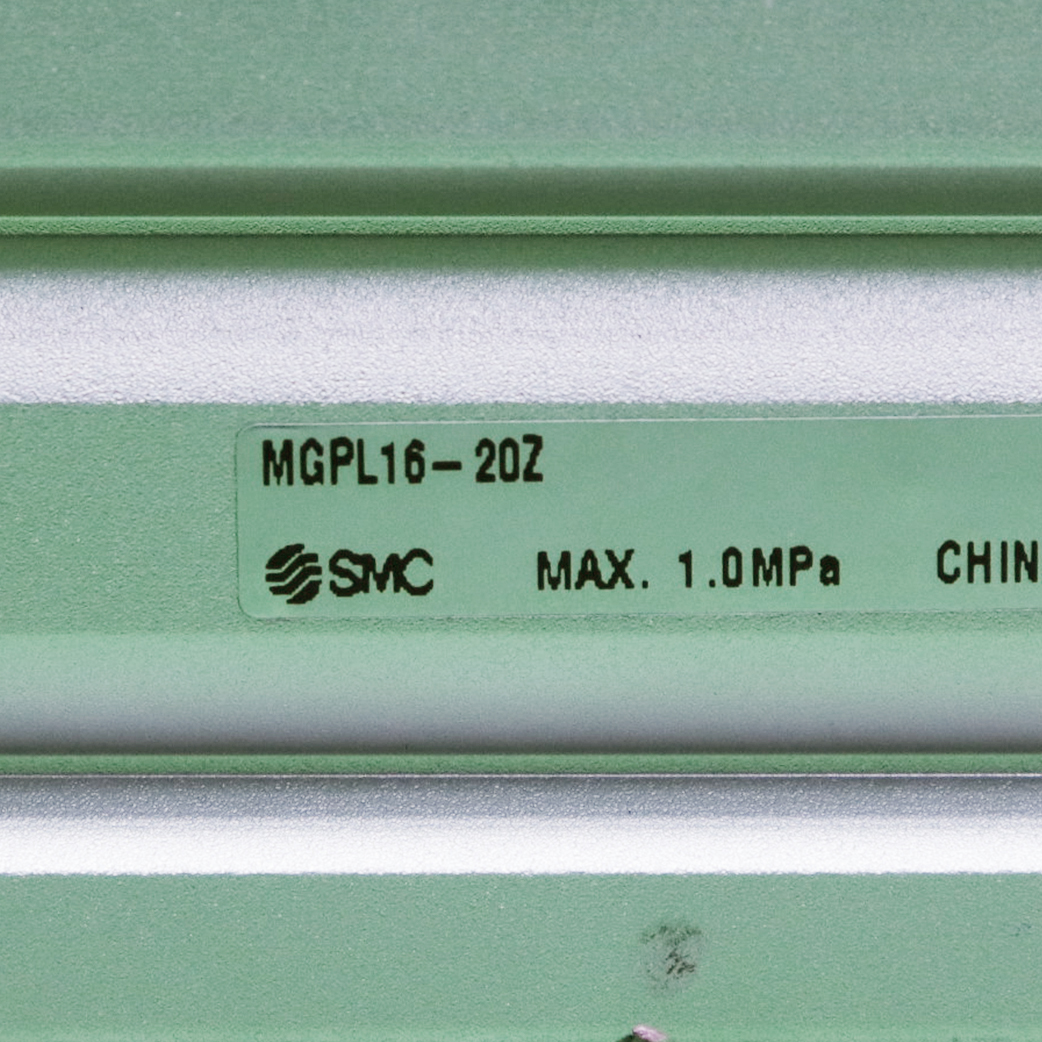 MGPL16-20Z
SMC MAX. 1.0MPa CHIN